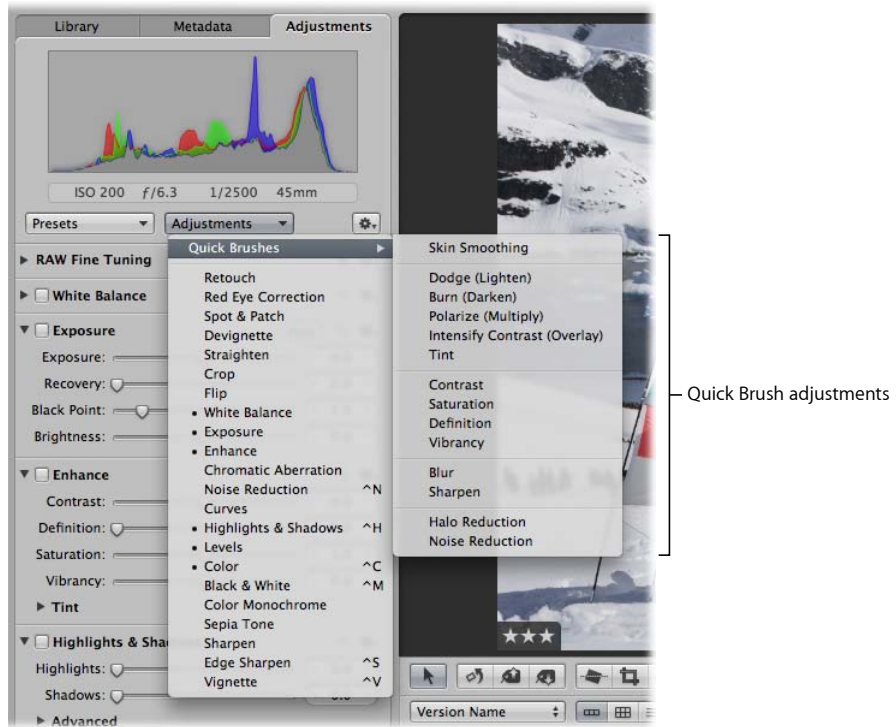 Library Metadata Adjustments
ISO 200 f/6.3 1/2500 45mm
Presets Adjustments
RAW Fine Tuning
White Balance
Exposure
Exposure:
Recovery:
Black Point:
Brightness:
Enhance
Contrast:
Definition:
Saturation:
Vibrancy:
Tint
Highlights & Sha
Highlights:
Shadows:
Advanced
Quick Brushes
Retouch
Red Eye Correction
Spot & Patch
Devignette
Straighten
Crop
Flip
• White Balance
• Exposure
• Enhance
Chromatic Aberration
Noise Reduction ^N
Curves
• Highlights & Shadows ^H
• Levels
• Color ^C
Black & White ^M
Color Monochrome
Sepia Tone
Sharpen
Edge Sharpen ^S
Vignette ^V
Skin Smoothing
Dodge (Lighten)
Burn (Darken)
Polarize (Multiply)
Intensify Contrast (Overlay)
Tint
Contrast
Saturation
Definition
Vibrancy
Blur
Sharpen
Halo Reduction
Noise Reduction
Quick Brush adjustments
Version Name